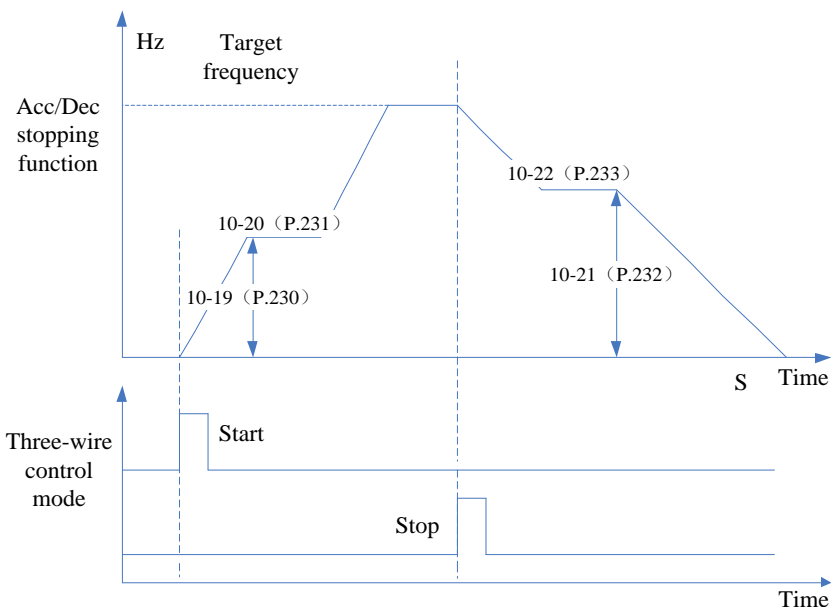 Hz
Target
frequency
Acc/Dec
stopping
function
10-22（P.233）
10-20（P.231）
10-21（P.232）
10-19（P.230）
S
Time
Three-wire
control
mode
Start
Stop
Time